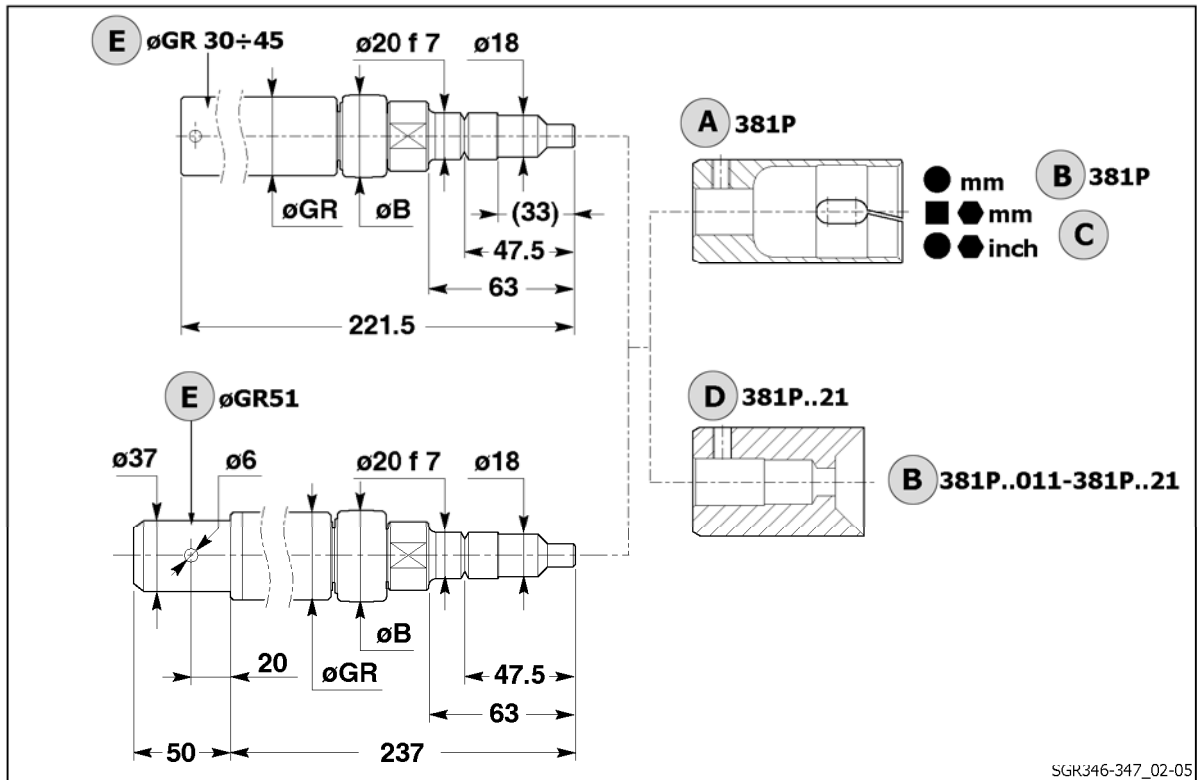 E øGR 30÷45
ø20 f 7 ø18
øGR øB (33)
47.5
63
221.5
A 381P
mm B 381P
mm
C
inch
E øGR51
ø37 ø6 ø20 f 7 ø18
øB
20 øGR 47.5
63
50 237
D 381P..21
B 381P..011-381P..21
SGR346-347_02-05